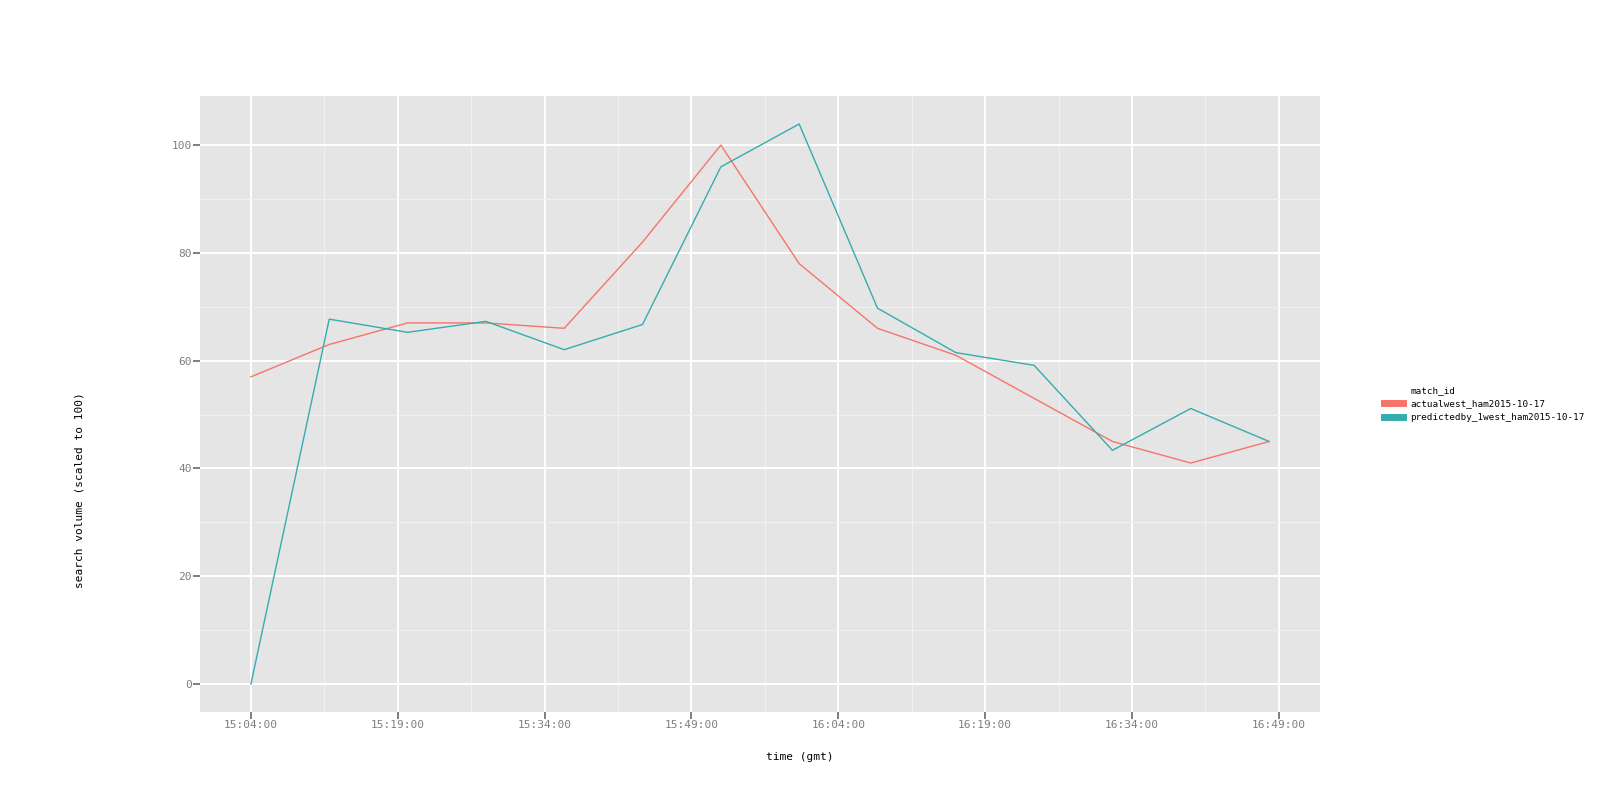 100
80
60
40
20
0
search volume (scaled to 100)
15:04:00 15:19:00 15:34:00 15:49:00 16:04:00 16:19:00 16:34:00 16:49:00
time (gmt)
match_id
actualwest_ham2015-10-17
predictedby_1west_ham2015-10-17